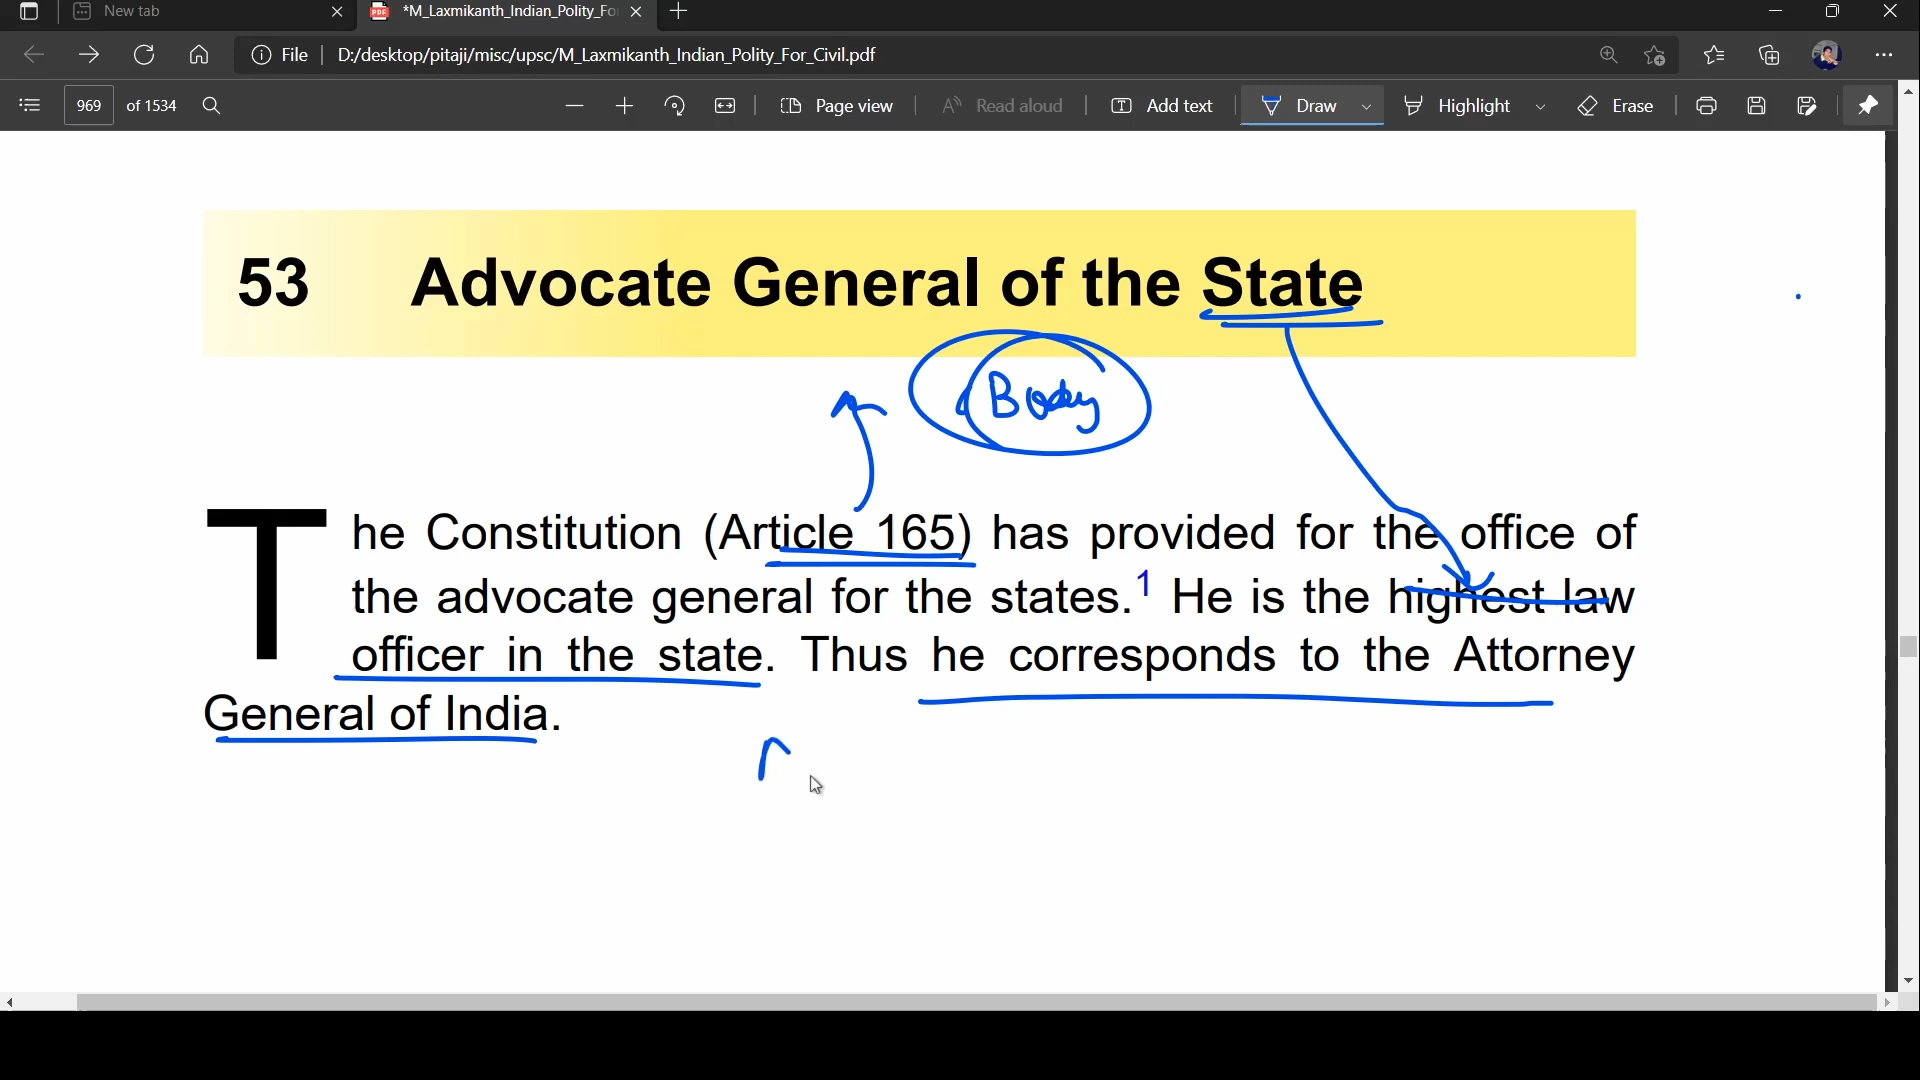 New tab
*M_Laxmikanth_Indian_Polity_Fo
File
D:/desktop/pitaji/misc/upsc/M_Laxmikanth_Indian_Polity_For_Civil.pdf
969 of 1534
Page view
Read aloud
Add text
Draw
Highlight
Erase
53 Advocate General of the State
Body
The Constitution (Article 165) has provided for the office of
the advocate general for the states.1 He is the highest law
officer in the state. Thus he corresponds to the Attorney
General of India.